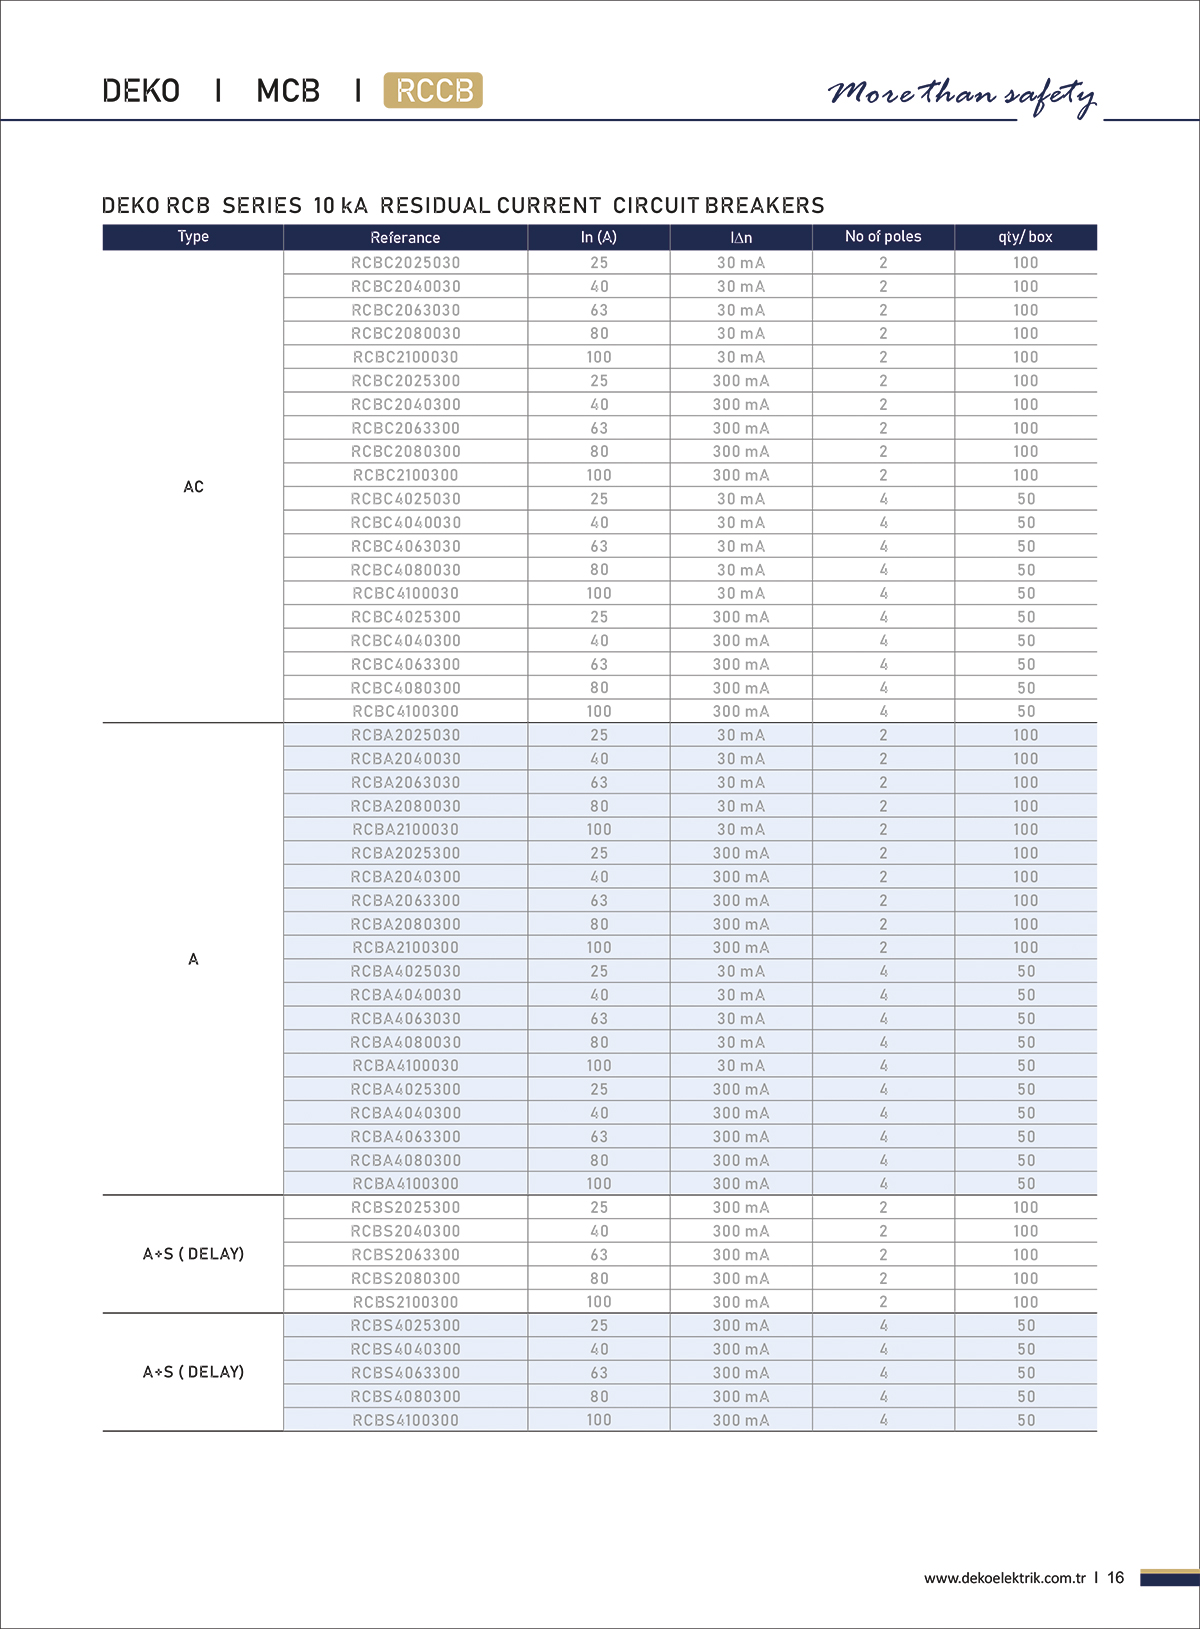 DEKO I MCB I RCCB
More than safety
DEKO RCB SERIES 10 kA RESIDUAL CURRENT CIRCUIT BREAKERS
Type Referance In (A) I∆n No of poles qty/ box
RCBC2025030 25 30 mA 2 100
RCBC2040030 40 30 mA 2 100
RCBC2063030 63 30 mA 2 100
RCBC2080030 80 30 mA 2 100
RCBC2100030 100 30 mA 2 100
RCBC2025300 25 300 mA 2 100
RCBC2040300 40 300 mA 2 100
RCBC2063300 63 300 mA 2 100
RCBC2080300 80 300 mA 2 100
RCBC2100300 100 300 mA 2 100
AC
RCBC4025030 25 30 mA 4 50
RCBC4040030 40 30 mA 4 50
RCBC4063030 63 30 mA 4 50
RCBC4080030 80 30 mA 4 50
RCBC4100030 100 30 mA 4 50
RCBC4025300 25 300 mA 4 50
RCBC4040300 40 300 mA 4 50
RCBC4063300 63 300 mA 4 50
RCBC4080300 80 300 mA 4 50
RCBC4100300 100 300 mA 4 50
RCBA2025030 25 30 mA 2 100
RCBA2040030 40 30 mA 2 100
RCBA2063030 63 30 mA 2 100
RCBA2080030 80 30 mA 2 100
RCBA2100030 100 30 mA 2 100
RCBA2025300 25 300 mA 2 100
RCBA2040300 40 300 mA 2 100
RCBA2063300 63 300 mA 2 100
RCBA2080300 80 300 mA 2 100
RCBA2100300 100 300 mA 2 100
A
RCBA4025030 25 30 mA 4 50
RCBA4040030 40 30 mA 4 50
RCBA4063030 63 30 mA 4 50
RCBA4080030 80 30 mA 4 50
RCBA4100030 100 30 mA 4 50
RCBA4025300 25 300 mA 4 50
RCBA4040300 40 300 mA 4 50
RCBA4063300 63 300 mA 4 50
RCBA4080300 80 300 mA 4 50
RCBA4100300 100 300 mA 4 50
RCBS2025300 25 300 mA 2 100
RCBS2040300 40 300 mA 2 100
A+S ( DELAY) RCBS2063300 63 300 mA 2 100
RCBS2080300 80 300 mA 2 100
RCBS2100300 100 300 mA 2 100
RCBS4025300 25 300 mA 4 50
RCBS4040300 40 300 mA 4 50
A+S ( DELAY) RCBS4063300 63 300 mA 4 50
RCBS4080300 80 300 mA 4 50
RCBS4100300 100 300 mA 4 50
www.dekoelektrik.com.tr I 16